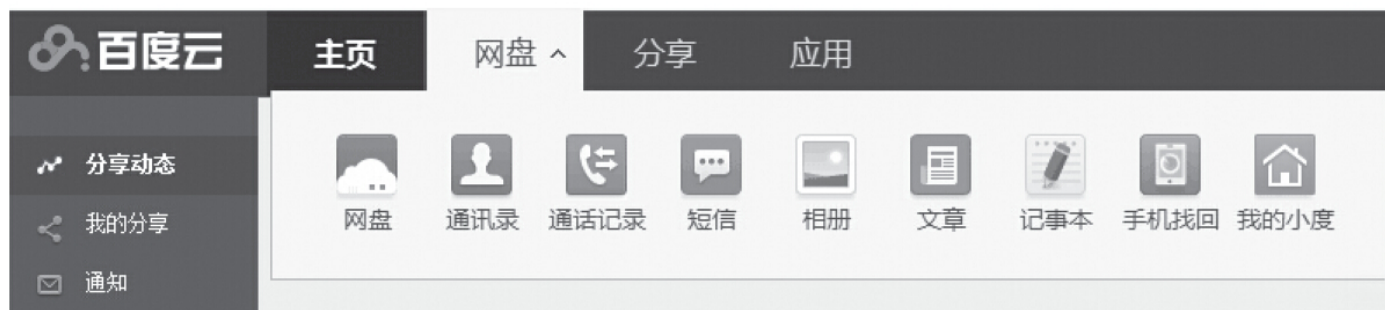 百度云 主页 网盘 分享 应用
分享动态
我的分享
通知
网盘 通讯录 通话记录 短信 相册 文章 记事本 手机找回 我的小度